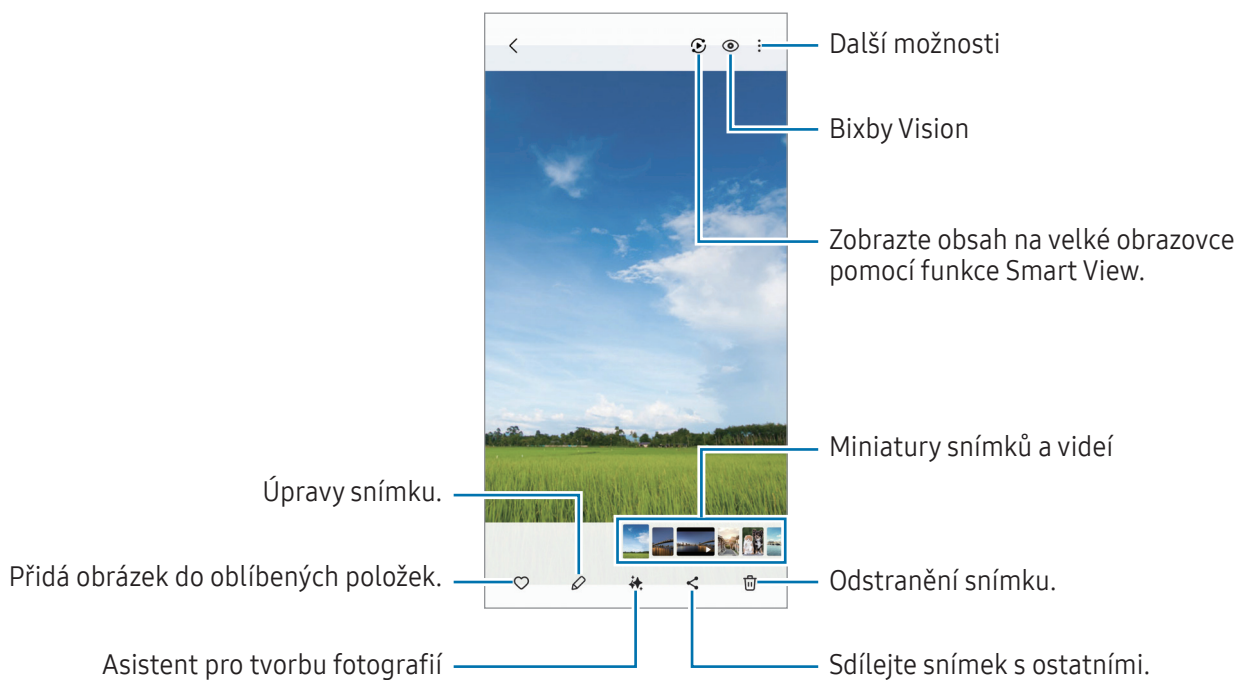 Další možnosti
Bixby Vision
Zobrazte obsah na velké obrazovce
pomocí funkce Smart View.
Miniatury snímků a videí
Úpravy snímku.
Přidá obrázek do oblíbených položek.
Odstranění snímku.
Asistent pro tvorbu fotografií
Sdílejte snímek s ostatními.